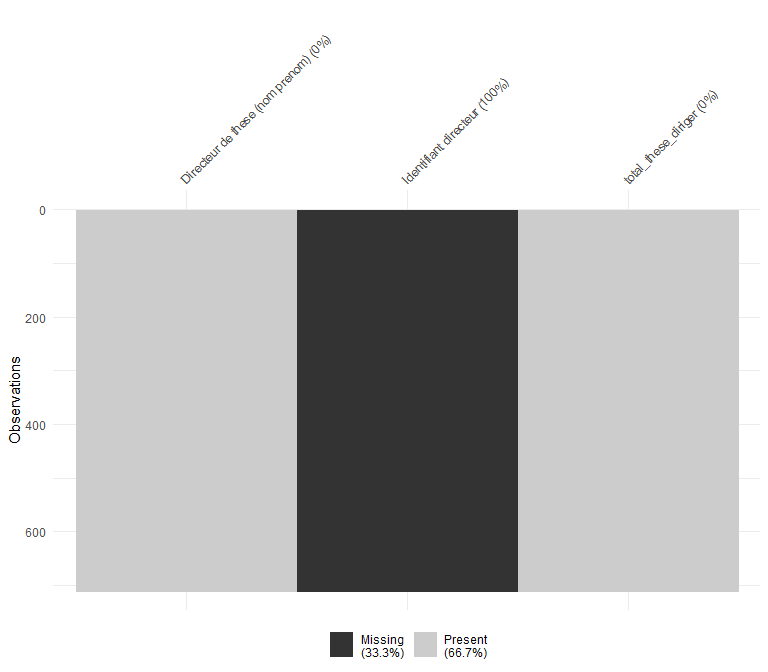 Directeur de these (nom prenom) (0%)
Identifiant directeur (100%)
total_these_diriger (0%)
Observations
0
200
400
600
Missing
(33.3%)
Present
(66.7%)